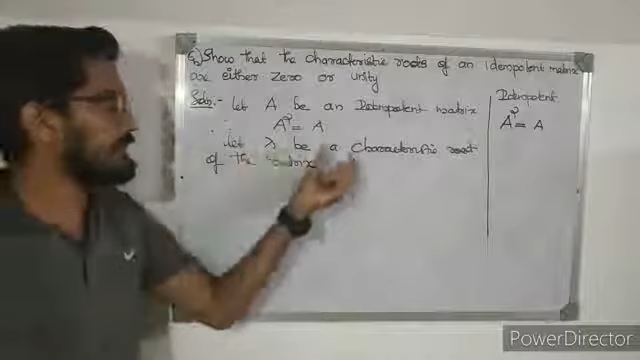 Q) Show that the characteristic roots of an Idempotent matrix
are either zero or unity
Soln:- Let A be an Idempotent matrix
∴ A² = A
Let λ be a characteristic root
of the matrix
Idempotent
A² = A
PowerDirector